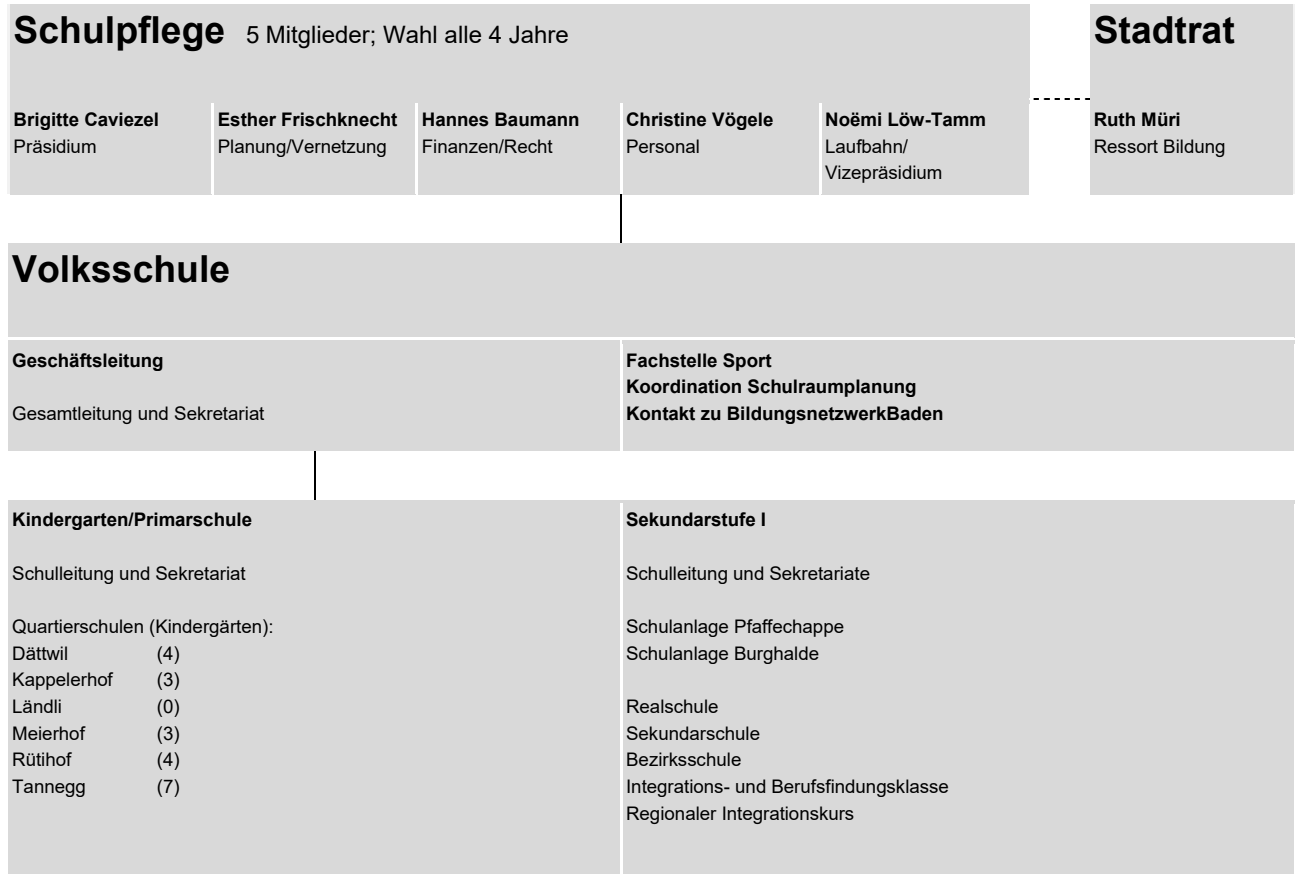 Schulpflege 5 Mitglieder; Wahl alle 4 Jahre
Brigitte Caviezel
Präsidium
Esther Frischknecht
Planung/Vernetzung
Hannes Baumann
Finanzen/Recht
Christine Vögele
Personal
Noëmi Löw-Tamm
Laufbahn/
Vizepräsidium
Stadtrat
Ruth Müri
Ressort Bildung
Volksschule
Geschäftsleitung
Gesamtleitung und Sekretariat
Fachstelle Sport
Koordination Schulraumplanung
Kontakt zu BildungsnetzwerkBaden
Kindergarten/Primarschule
Schulleitung und Sekretariat
Quartierschulen (Kindergärten):
Dättwil (4)
Kappelerhof (3)
Ländli (0)
Meierhof (3)
Rütihof (4)
Tannegg (7)
Sekundarstufe I
Schulleitung und Sekretariate
Schulanlage Pfaffechappe
Schulanlage Burghalde
Realschule
Sekundarschule
Bezirksschule
Integrations- und Berufsfindungsklasse
Regionaler Integrationskurs